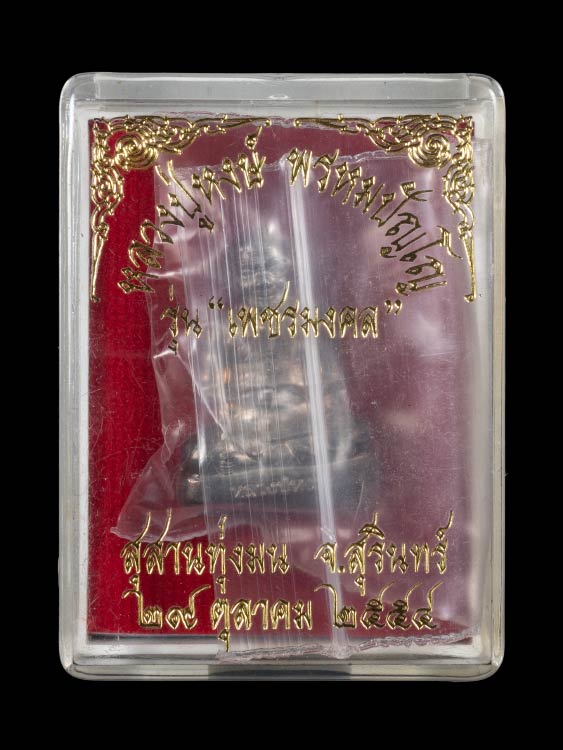 หลวงปู่หงษ์ พรหมปัญโญ
รุ่น “เพชรมงคล”
สุสานทุ่งมน จ.สุรินทร์
๒๙ ตุลาคม ๒๕๕๔